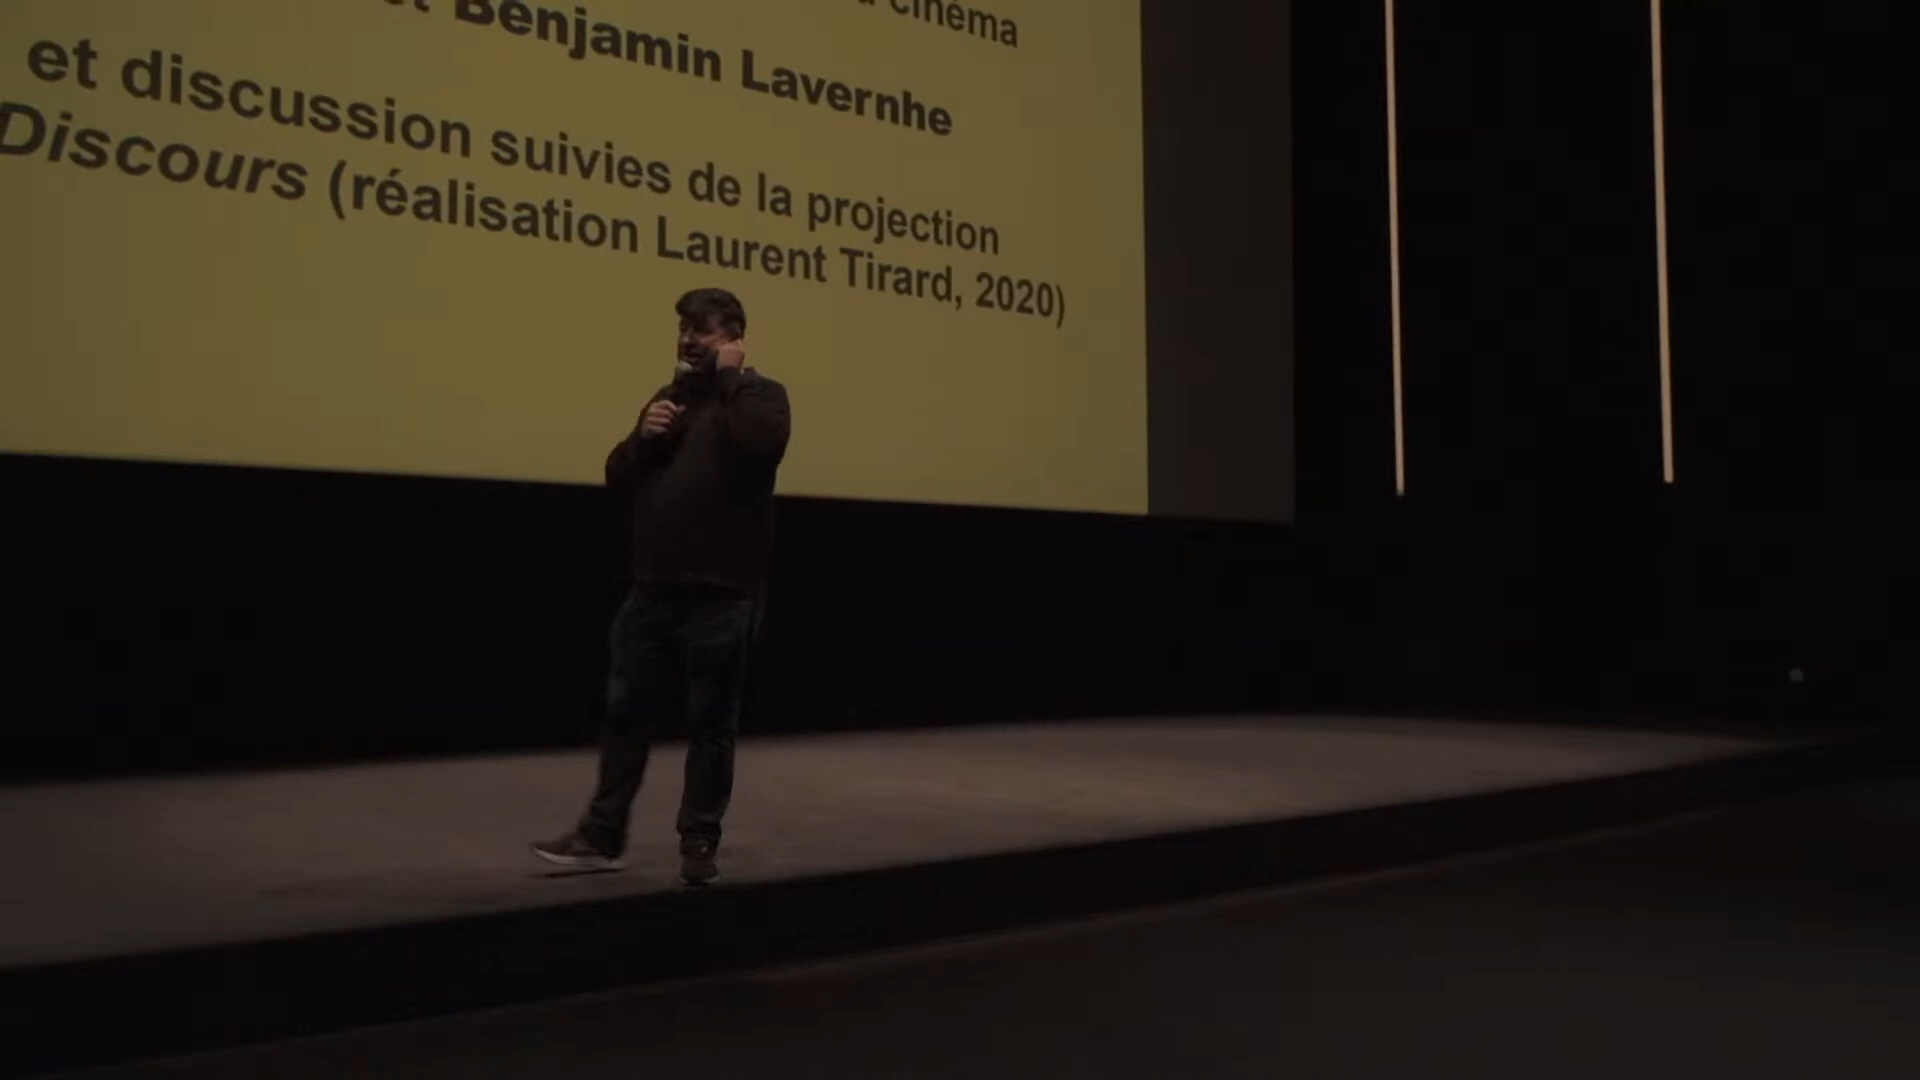 cinéma
Benjamin Lavernhe
et discussion suivies de la projection
Discours (réalisation Laurent Tirard, 2020)